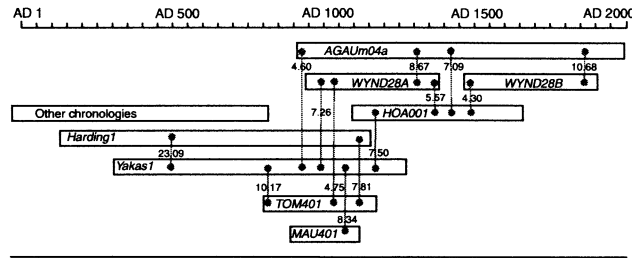 AD 1 AD 500 AD 1000 AD 1500 AD 2000
AGAUm04a
4.60 8.67 7.09 10.68
WYND28A WYND28B
5.57 4.30
Other chronologies 7.26 HOA001
Harding1
23.09 7.50
Yakas1
10.17 4.75 7.81
TOM401
8.34
MAU401